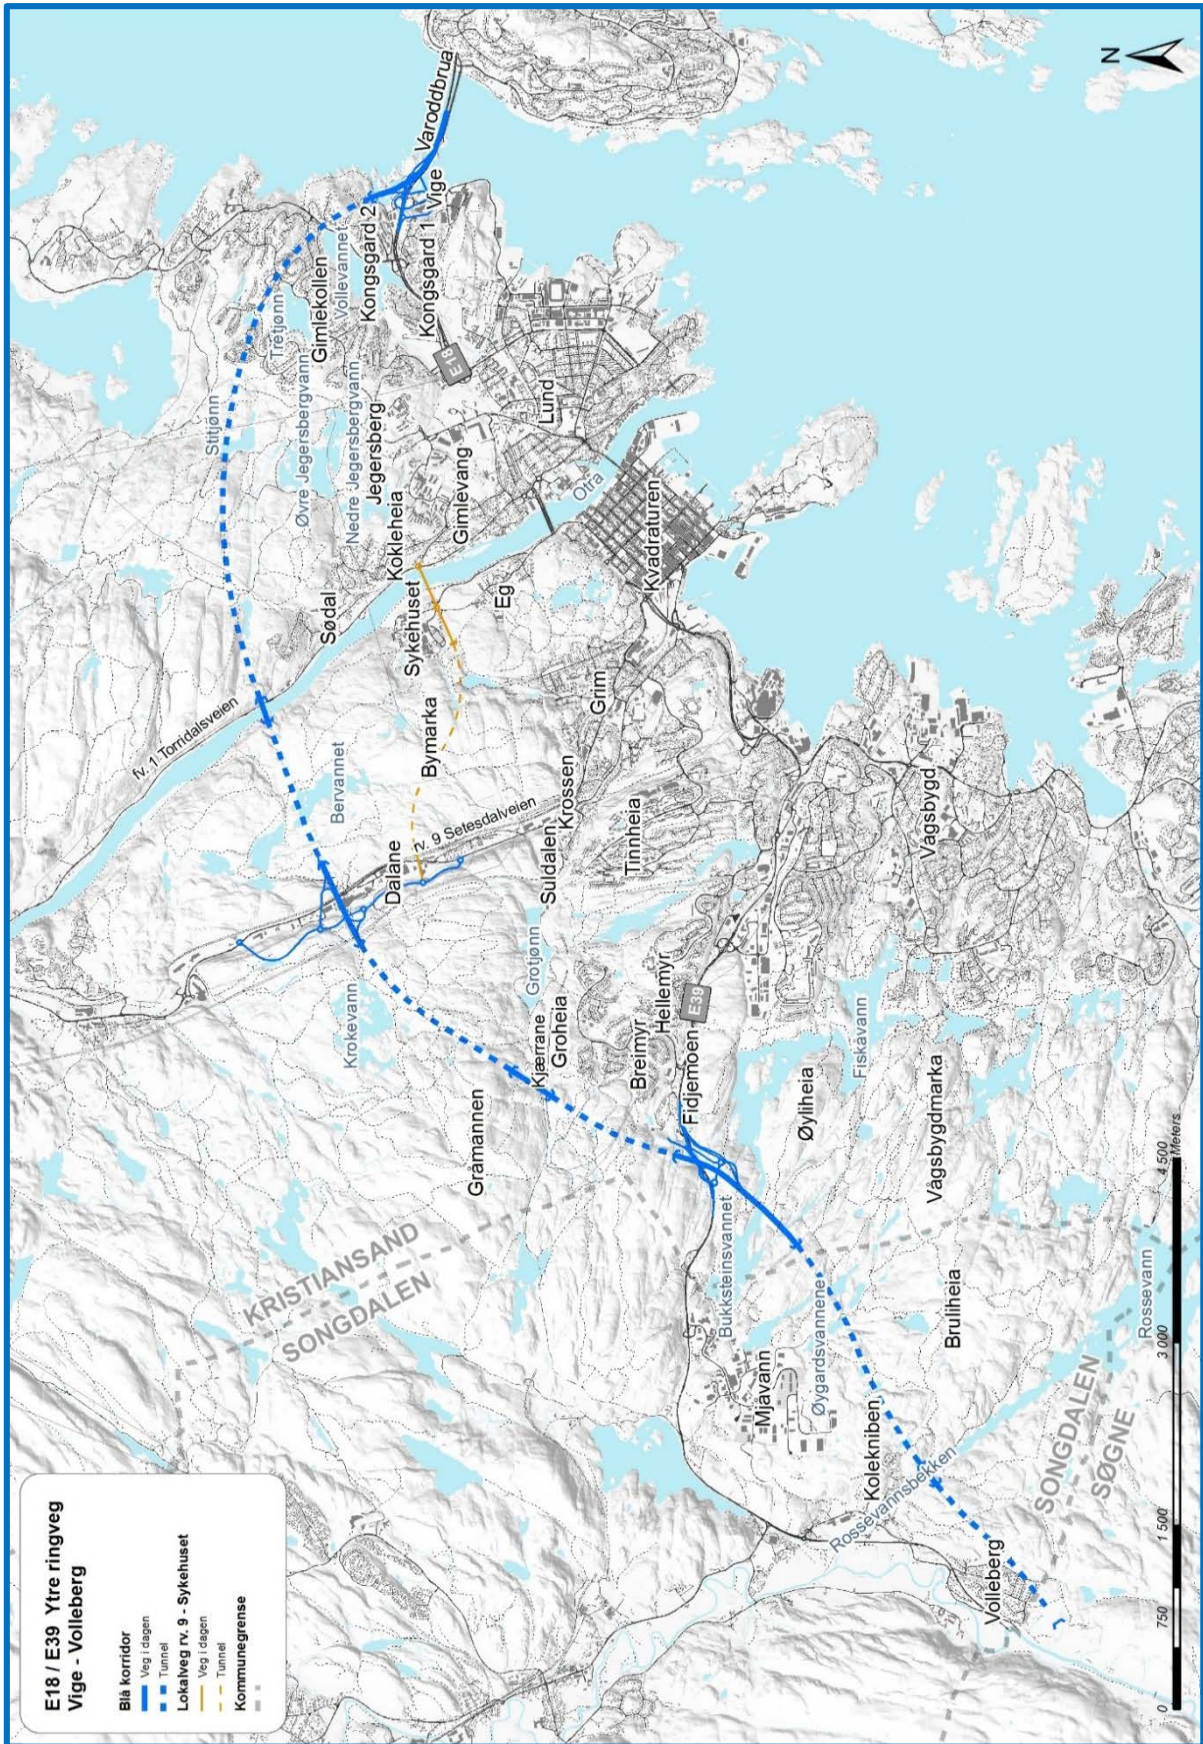 E18 / E39 Ytre ringveg
Vige - Volleberg
Blå korridor
Veg i dagen
Tunnel
Lokalveg rv. 9 - Sykehuset
Veg i dagen
Tunnel
Kommunegrense
N
Varoddbrua
Vige
Kongsgård 2
Kongsgård 1
Vollevannet
Gimlekollen
Tretjønn
Stitjønn
Øvre Jegersbergvann
Nedre Jegersbergvann
Jegersberg
E 18
Lund
Gimlevang
Kokleheia
Sødal
Sykehuset
Eg
Otra
Kvadraturen
fv. 1 Torridalsveien
Bervannet
Bymarka
Grim
9 Setesdalveien
Krossen
Suldalen
Tinnheia
Dalane
Krokevann
Grotjønn
Kjærrane
Groheia
Hellemyr
Breimyr
E39
Fidjemoen
Vågsbygd
Fiskåvann
Øyliheia
Vågsbygdmarka
Gråmannen
KRISTIANSAND
SONGDALEN
Bukksteinsvannet
Øygardsvannene
Mjåvann
Bruliheia
Kolekniben
Rossevannsbekken
Rossevann
SONGDALEN
SØGNE
Volleberg
0
750
1 500
3 000
4 500
Meters